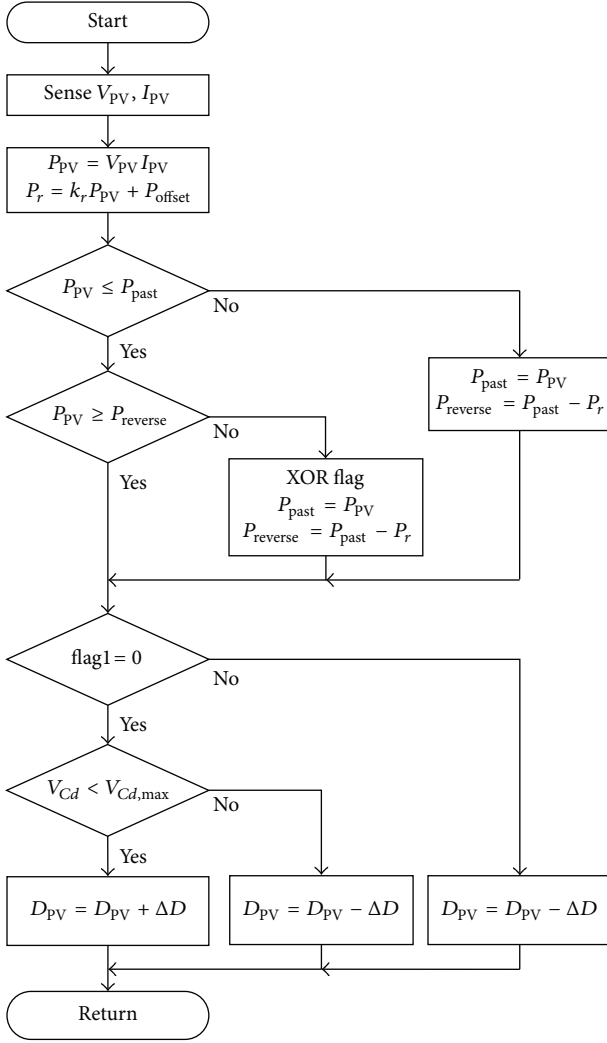 Start
Sense V_PV, I_PV
P_PV = V_PV I_PV
P_r = k_r P_PV + P_offset
P_PV ≤ P_past
No
Yes
P_past = P_PV
P_reverse = P_past − P_r
P_PV ≥ P_reverse
No
Yes
XOR flag
P_past = P_PV
P_reverse = P_past − P_r
flag1 = 0
No
Yes
V_Cd < V_Cd,max
No
Yes
D_PV = D_PV + ΔD
D_PV = D_PV − ΔD
D_PV = D_PV − ΔD
Return